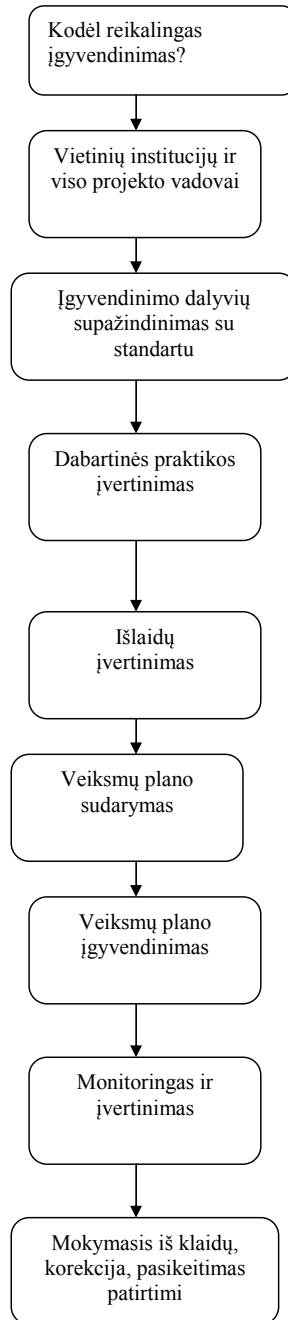 Kodėl reikalingas
įgyvendinimas?
Vietinių institucijų ir
viso projekto vadovai
Įgyvendinimo dalyvių
supažindinimas su
standartu
Dabartinės praktikos
įvertinimas
Išlaidų
įvertinimas
Veiksmų plano
sudarymas
Veiksmų plano
įgyvendinimas
Monitoringas ir
įvertinimas
Mokymasis iš klaidų,
korekcija, pasikeitimas
patirtimi